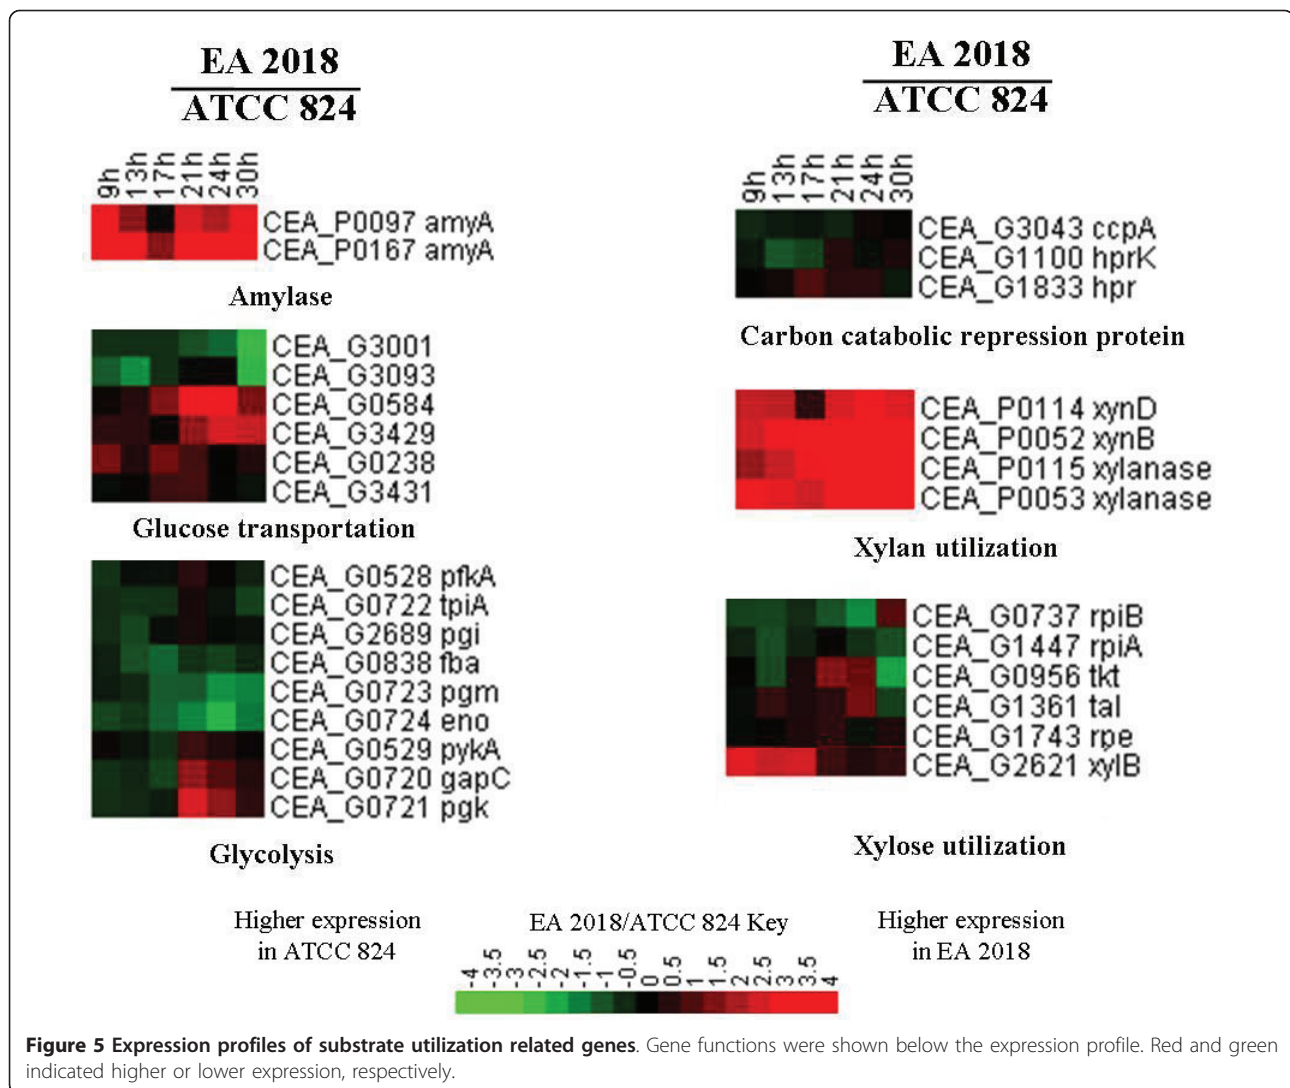 EA 2018
ATCC 824
9h 13h 17h 21h 24h 30h
CEA_P0097 amyA
CEA_P0167 amyA
Amylase
CEA_G3001
CEA_G3093
CEA_G0584
CEA_G3429
CEA_G0238
CEA_G3431
Glucose transportation
CEA_G0528 pfkA
CEA_G0722 tpiA
CEA_G2689 pgi
CEA_G0838 fba
CEA_G0723 pgm
CEA_G0724 eno
CEA_G0529 pykA
CEA_G0720 gapC
CEA_G0721 pgk
Glycolysis
EA 2018
ATCC 824
9h 13h 17h 21h 24h 30h
CEA_G3043 ccpA
CEA_G1100 hprK
CEA_G1833 hpr
Carbon catabolic repression protein
CEA_P0114 xynD
CEA_P0052 xynB
CEA_P0115 xylanase
CEA_P0053 xylanase
Xylan utilization
CEA_G0737 rpiB
CEA_G1447 rpiA
CEA_G0956 tkt
CEA_G1361 tal
CEA_G1743 rpe
CEA_G2621 xylB
Xylose utilization
Higher expression
in ATCC 824
EA 2018/ATCC 824 Key
-4 -3.5 -3 -2.5 -2 -1.5 -1 -0.5 0 0.5 1 1.5 2 2.5 3 3.5 4
Higher expression
in EA 2018
Figure 5 Expression profiles of substrate utilization related genes. Gene functions were shown below the expression profile. Red and green
indicated higher or lower expression, respectively.